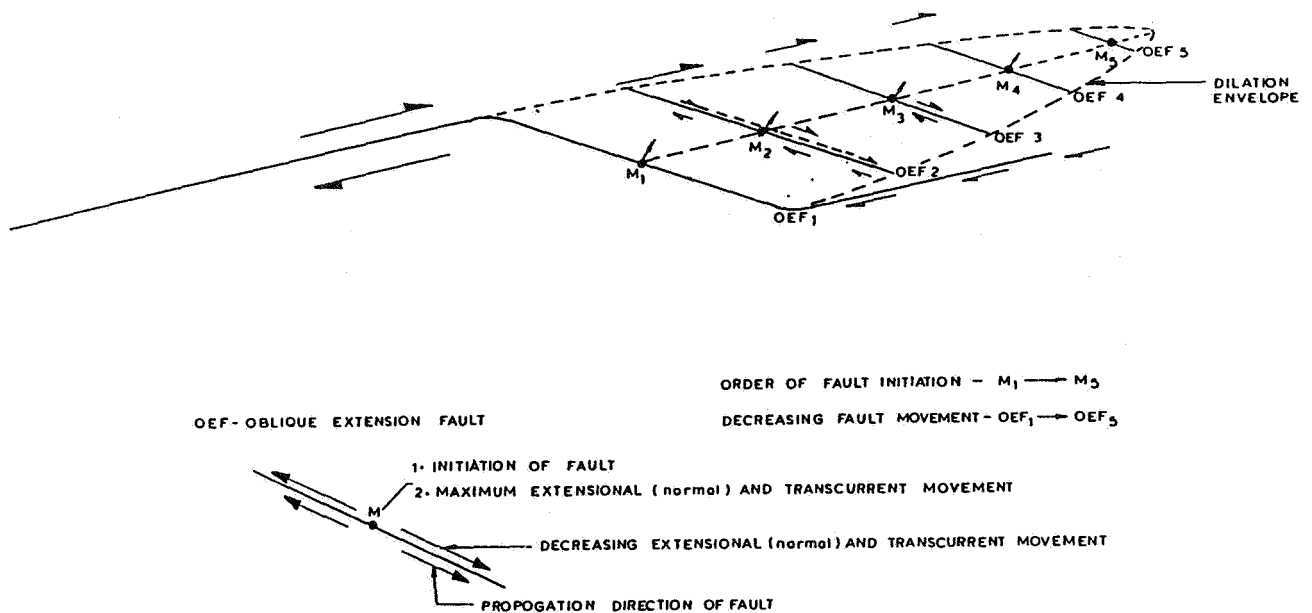 OEF 5
M5
M4
OEF 4
DILATION
ENVELOPE
M3
OEF 3
M2
OEF 2
M1
OEF1
ORDER OF FAULT INITIATION - M1 → M5
DECREASING FAULT MOVEMENT - OEF1 → OEF5
OEF - OBLIQUE EXTENSION FAULT
1. INITIATION OF FAULT
2. MAXIMUM EXTENSIONAL (normal) AND TRANSCURRENT MOVEMENT
M
DECREASING EXTENSIONAL (normal) AND TRANSCURRENT MOVEMENT
PROPOGATION DIRECTION OF FAULT